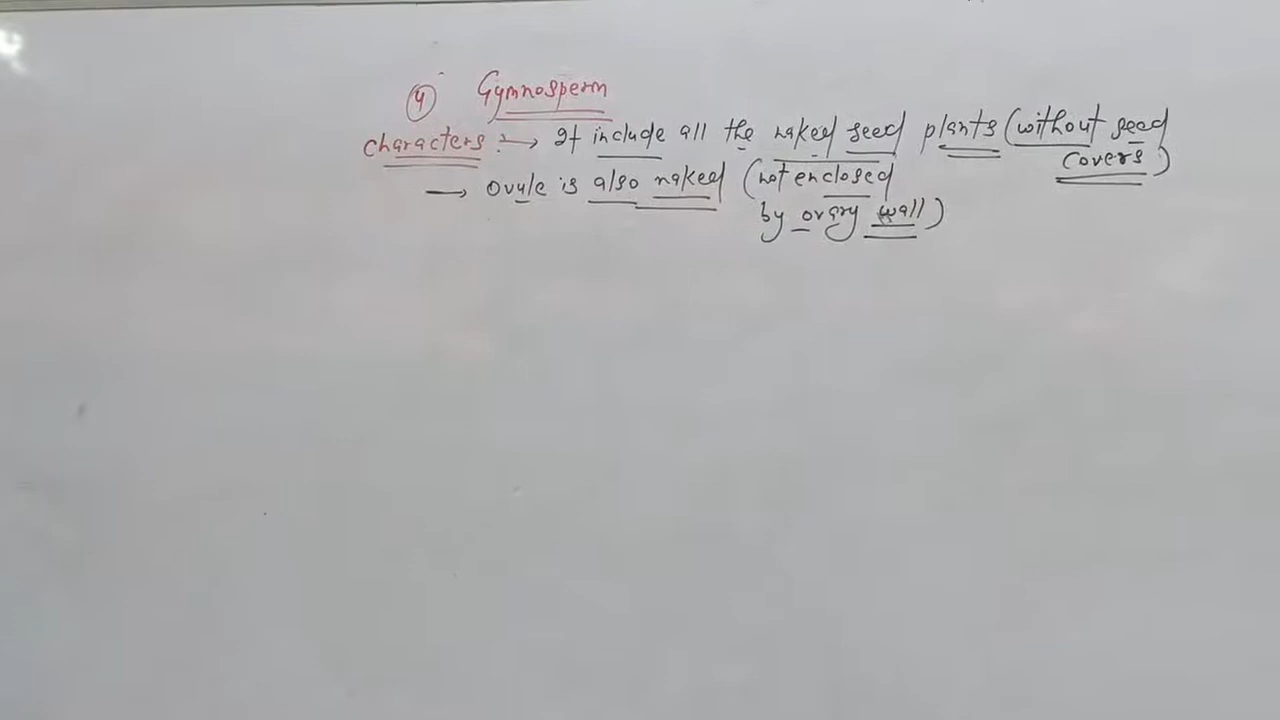 ④ Gymnosperm
characters :→ It include all the naked seed plants (without seed
covers)
→ Ovule is also naked (not enclosed
by ovary wall)